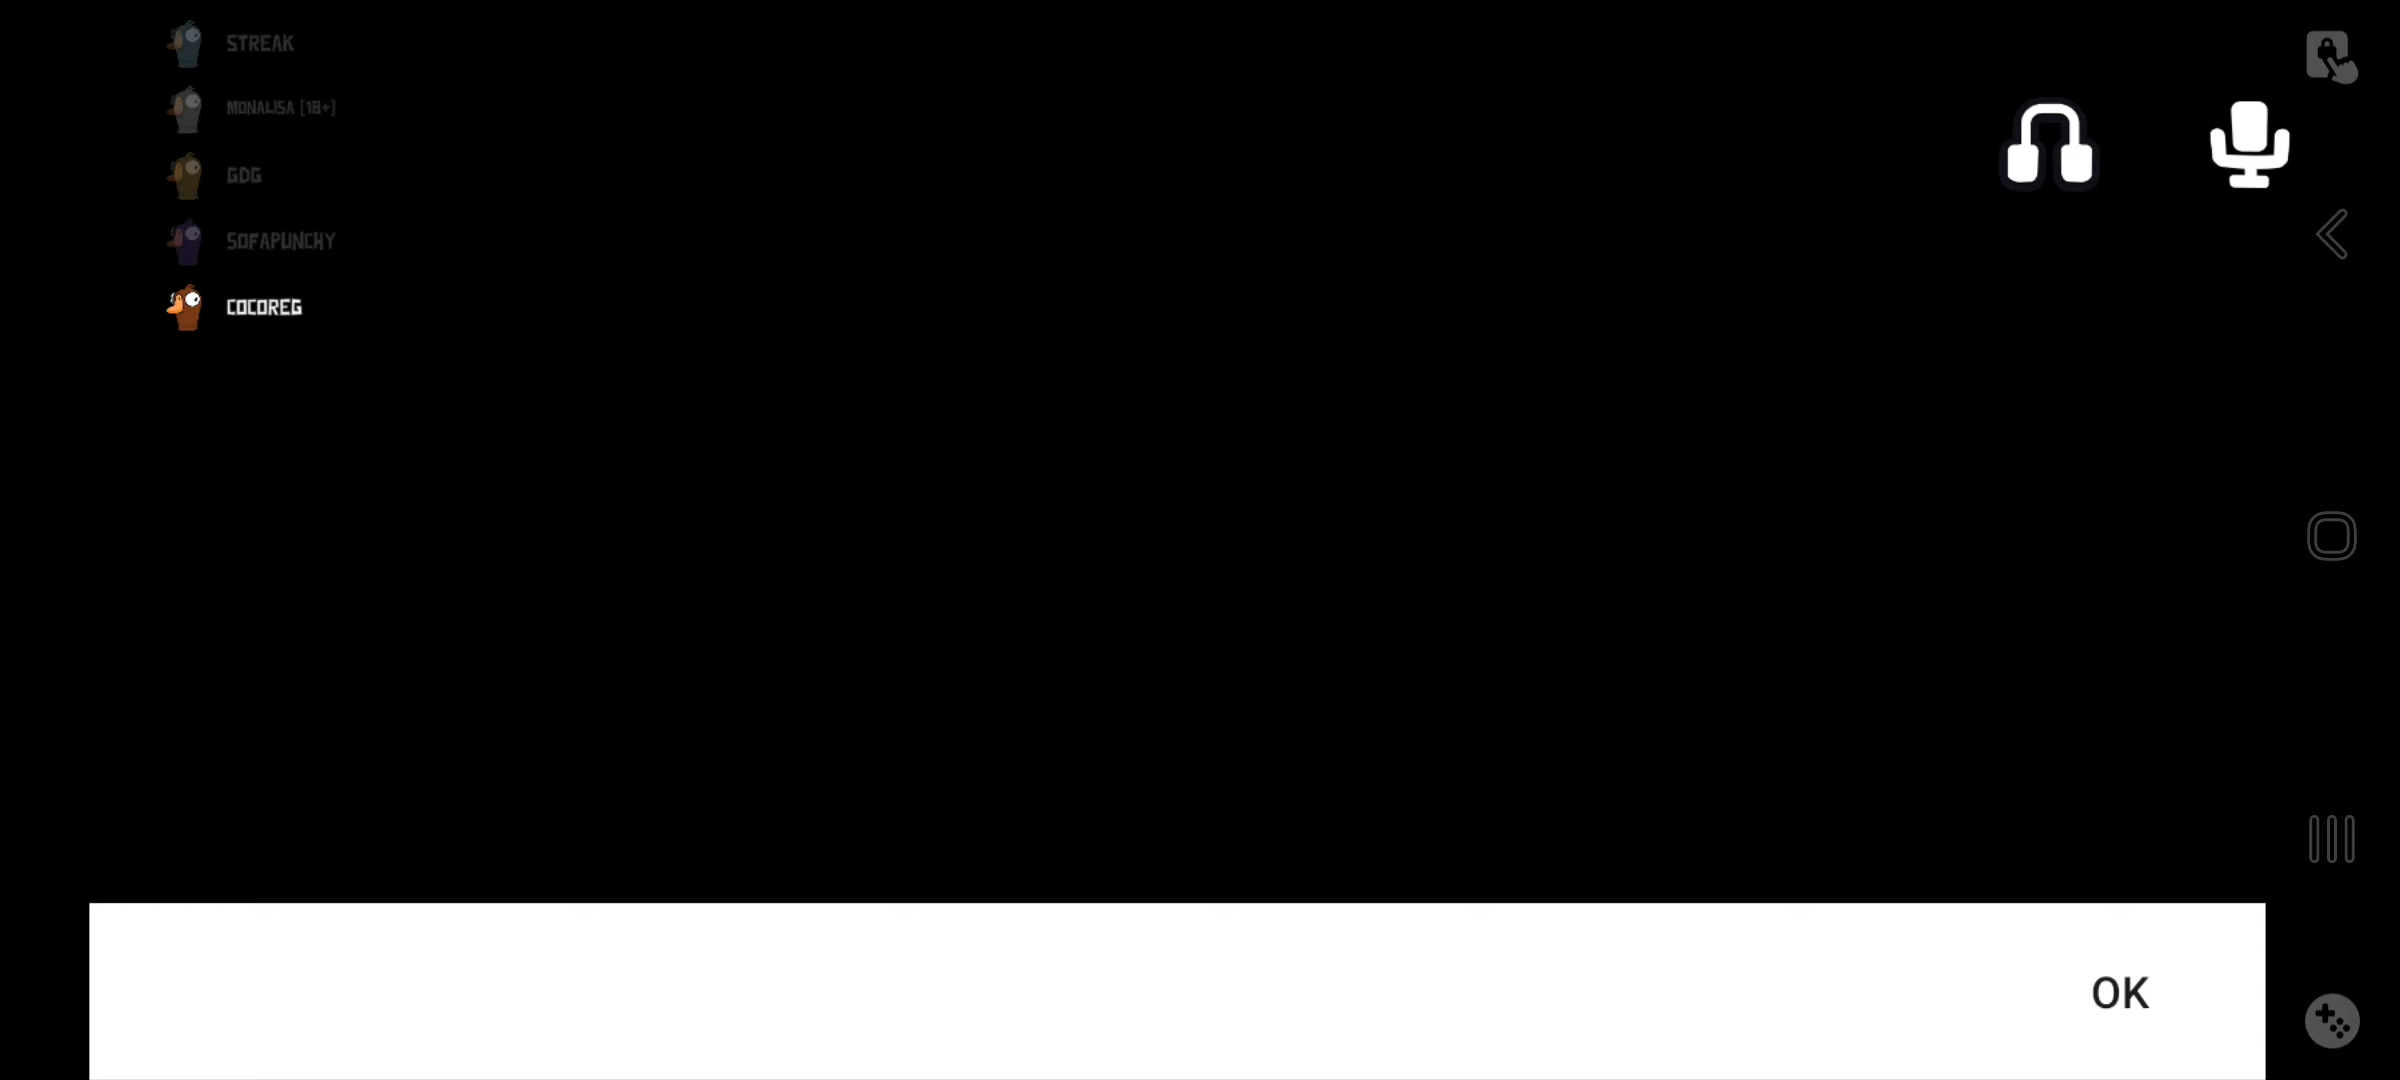 STREAK
MONALISA [18+]
GDG
SOFAPUNCHY
COCOREG
OK